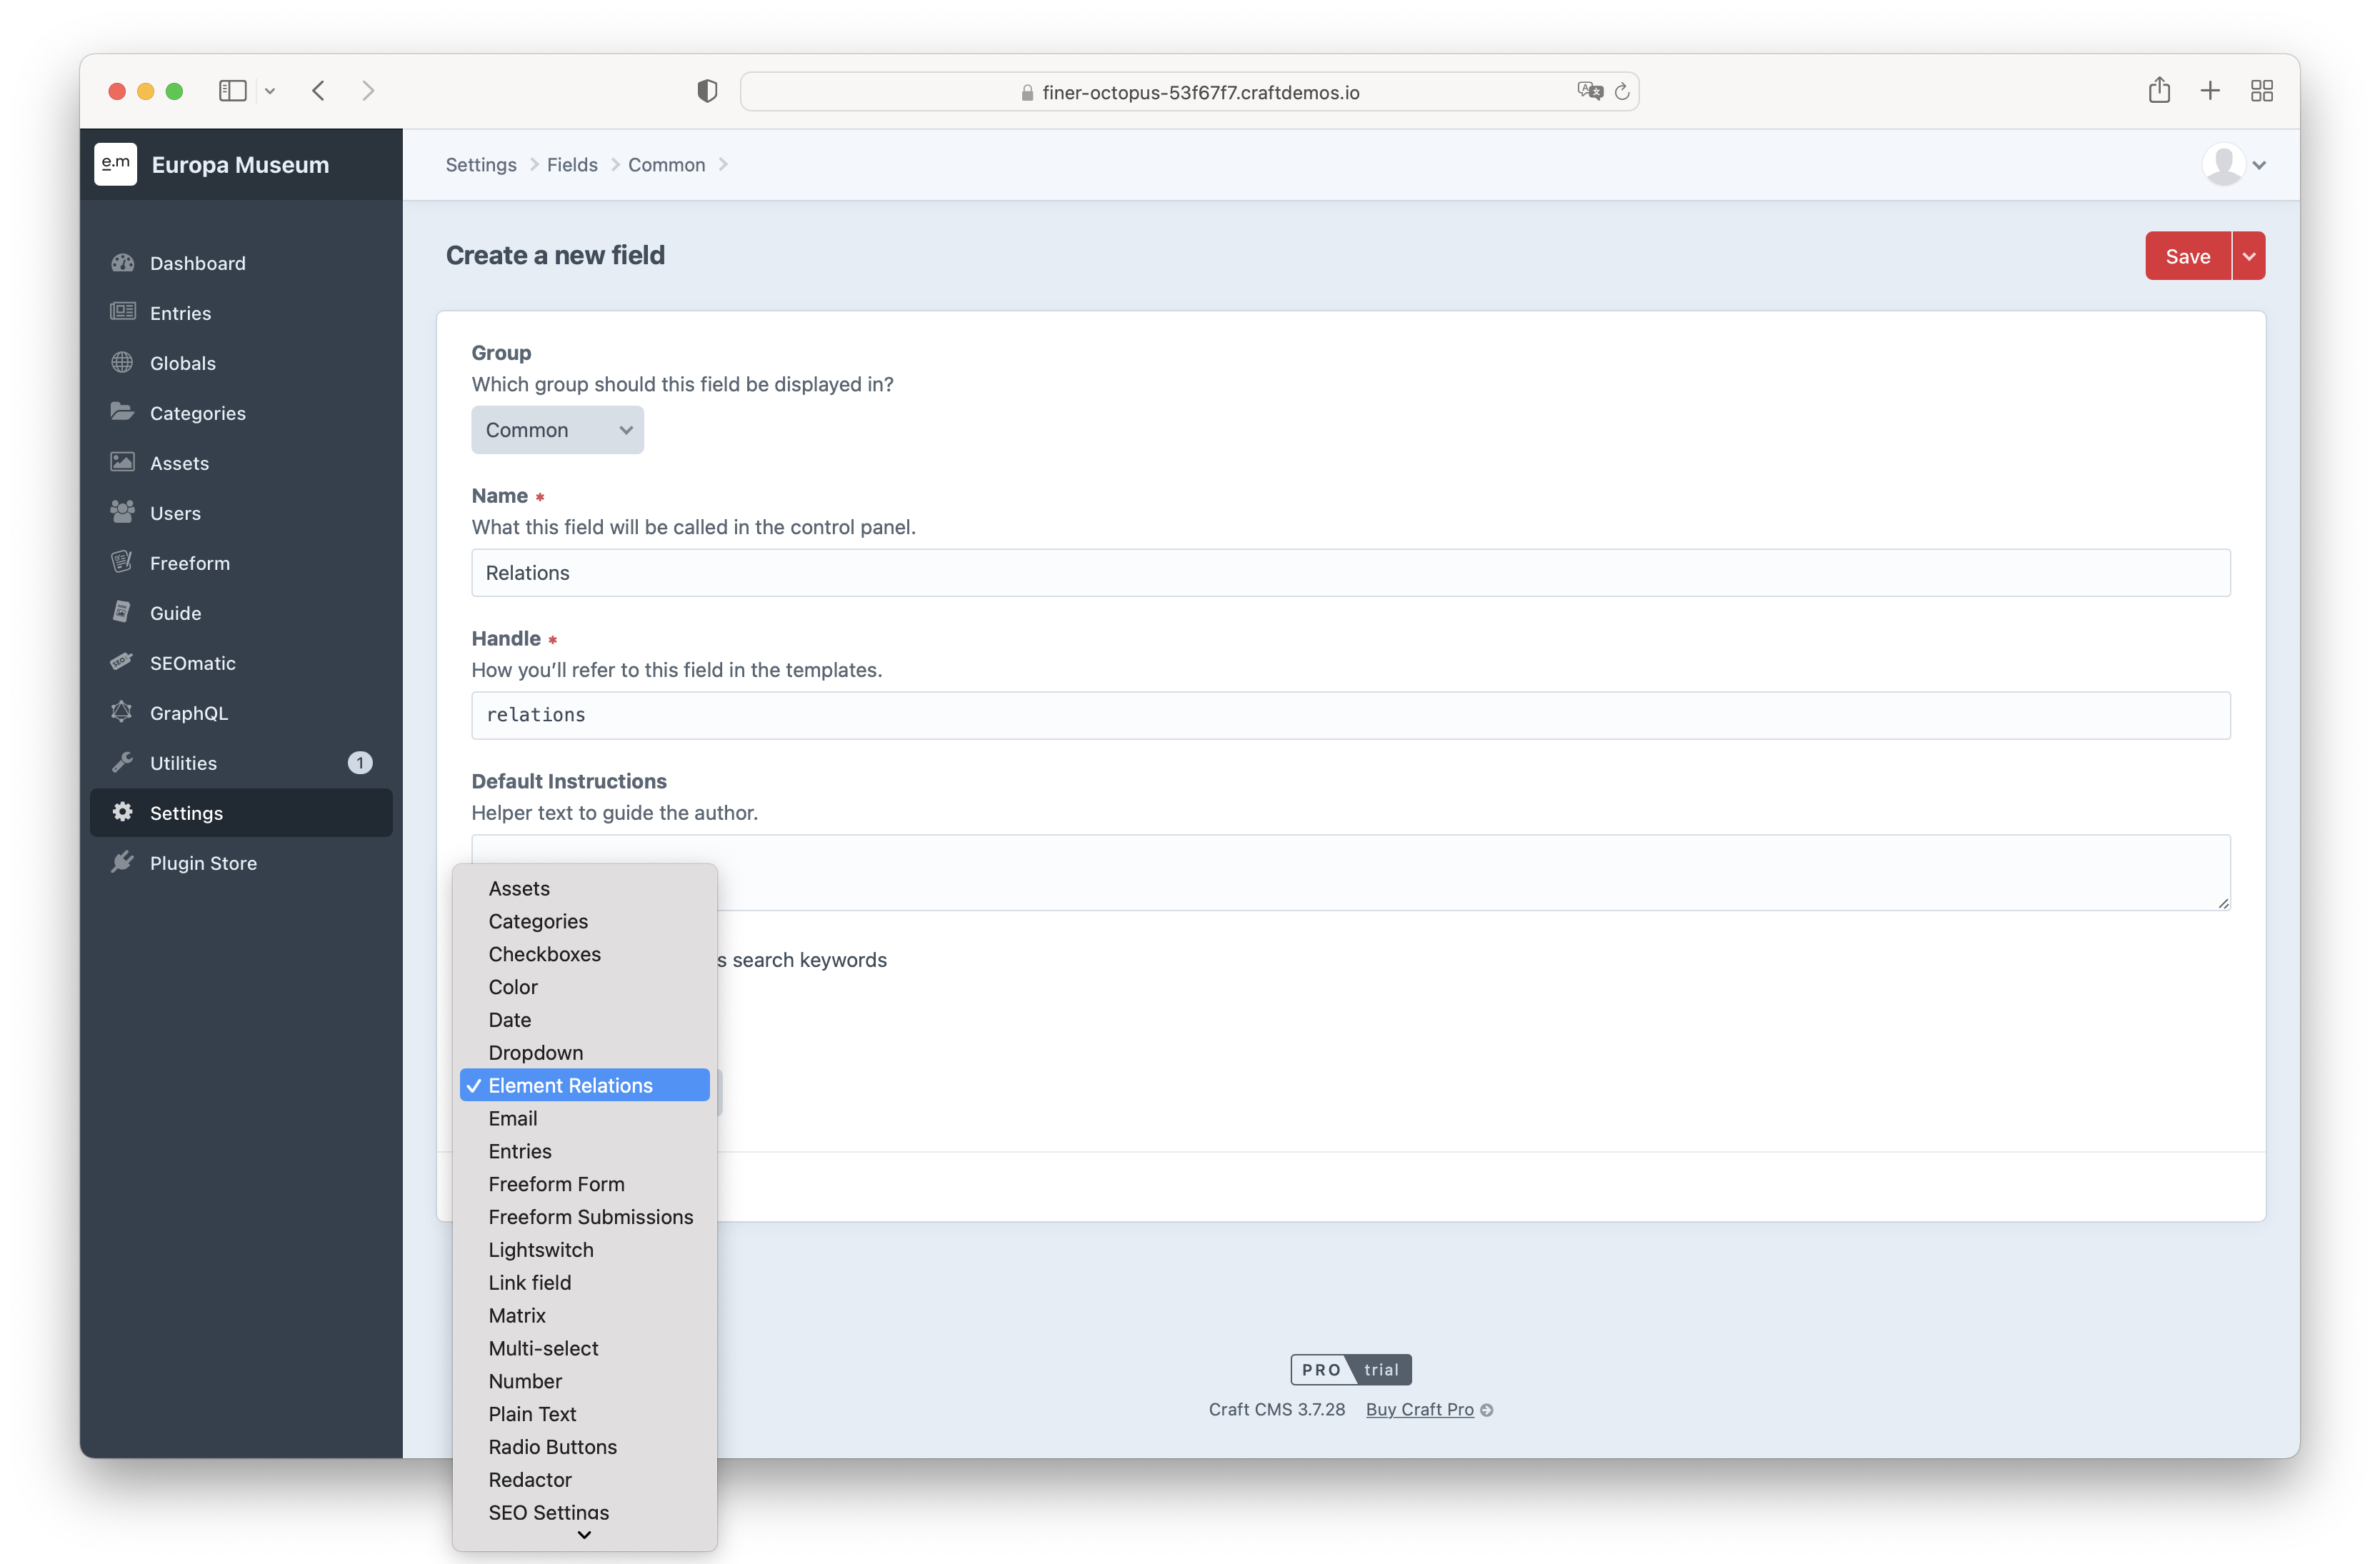 finer-octopus-53f67f7.craftdemos.io
e.m Europa Museum
Settings Fields Common
Dashboard
Entries
Globals
Categories
Assets
Users
Freeform
Guide
SEOmatic
GraphQL
Utilities 1
Settings
Plugin Store
Create a new field
Save
Group
Which group should this field be displayed in?
Common
Name *
What this field will be called in the control panel.
Relations
Handle *
How you’ll refer to this field in the templates.
relations
Default Instructions
Helper text to guide the author.
s search keywords
Assets
Categories
Checkboxes
Color
Date
Dropdown
✓ Element Relations
Email
Entries
Freeform Form
Freeform Submissions
Lightswitch
Link field
Matrix
Multi-select
Number
Plain Text
Radio Buttons
Redactor
SEO Settings
PRO trial
Craft CMS 3.7.28 Buy Craft Pro